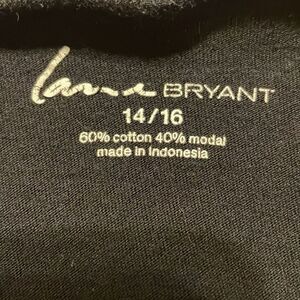 Lane BRYANT
14/16
60% cotton 40% modal
made in Indonesia